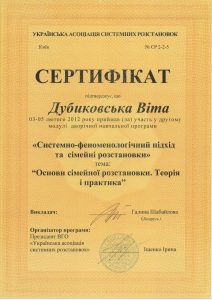 УКРАЇНСЬКА АСОЦІАЦІЯ СИСТЕМНИХ РОЗСТАНОВОК
Київ № СР 2-2-5
СЕРТИФІКАТ
підтверджує, що
Дубиковська Віта
03-05 лютого 2012 року прийняв (ла) участь у другому
модулі дворічної навчальної програми
«Системно-феноменологічний підхід
та сімейні розстановки»
тема:
“Основи сімейної розстановки. Теорія
і практика”
Викладач:
Галина
(Білорусь)
Організатор програми:
Президент ВГО
«Українська асоціація
системних розстановок»
Іщенко Ірина